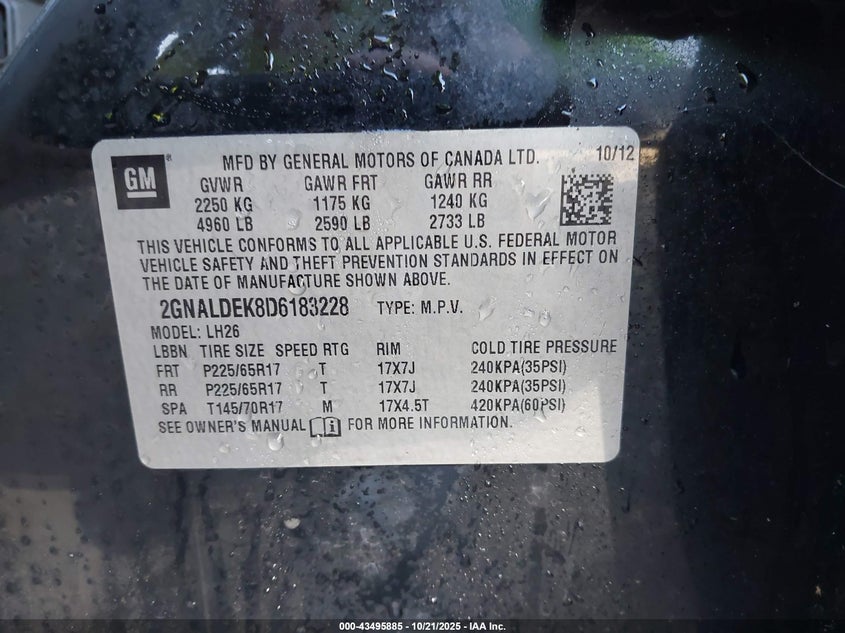 GM ® MFD BY GENERAL MOTORS OF CANADA LTD. 10/12
GVWR GAWR FRT GAWR RR
2250 KG 1175 KG 1240 KG
4960 LB 2590 LB 2733 LB
THIS VEHICLE CONFORMS TO ALL APPLICABLE U.S. FEDERAL MOTOR
VEHICLE SAFETY AND THEFT PREVENTION STANDARDS IN EFFECT ON
THE DATE OF MANUFACTURE SHOWN ABOVE.
2GNALDEK8D6183228 TYPE: M.P.V.
MODEL: LH26
LBBN TIRE SIZE SPEED RTG RIM COLD TIRE PRESSURE
FRT P225/65R17 T 17X7J 240KPA(35PSI)
RR P225/65R17 T 17X7J 240KPA(35PSI)
SPA T145/70R17 M 17X4.5T 420KPA(60PSI)
SEE OWNER'S MANUAL FOR MORE INFORMATION.
000-43495885 - 10/21/2025 - IAA Inc.